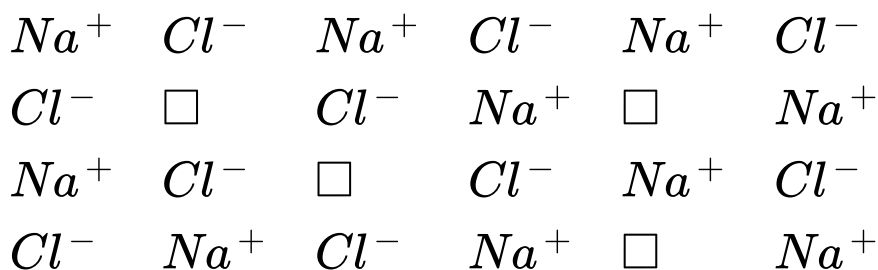 Na⁺ Cl⁻ Na⁺ Cl⁻ Na⁺ Cl⁻
Cl⁻ □ Cl⁻ Na⁺ □ Na⁺
Na⁺ Cl⁻ □ Cl⁻ Na⁺ Cl⁻
Cl⁻ Na⁺ Cl⁻ Na⁺ □ Na⁺